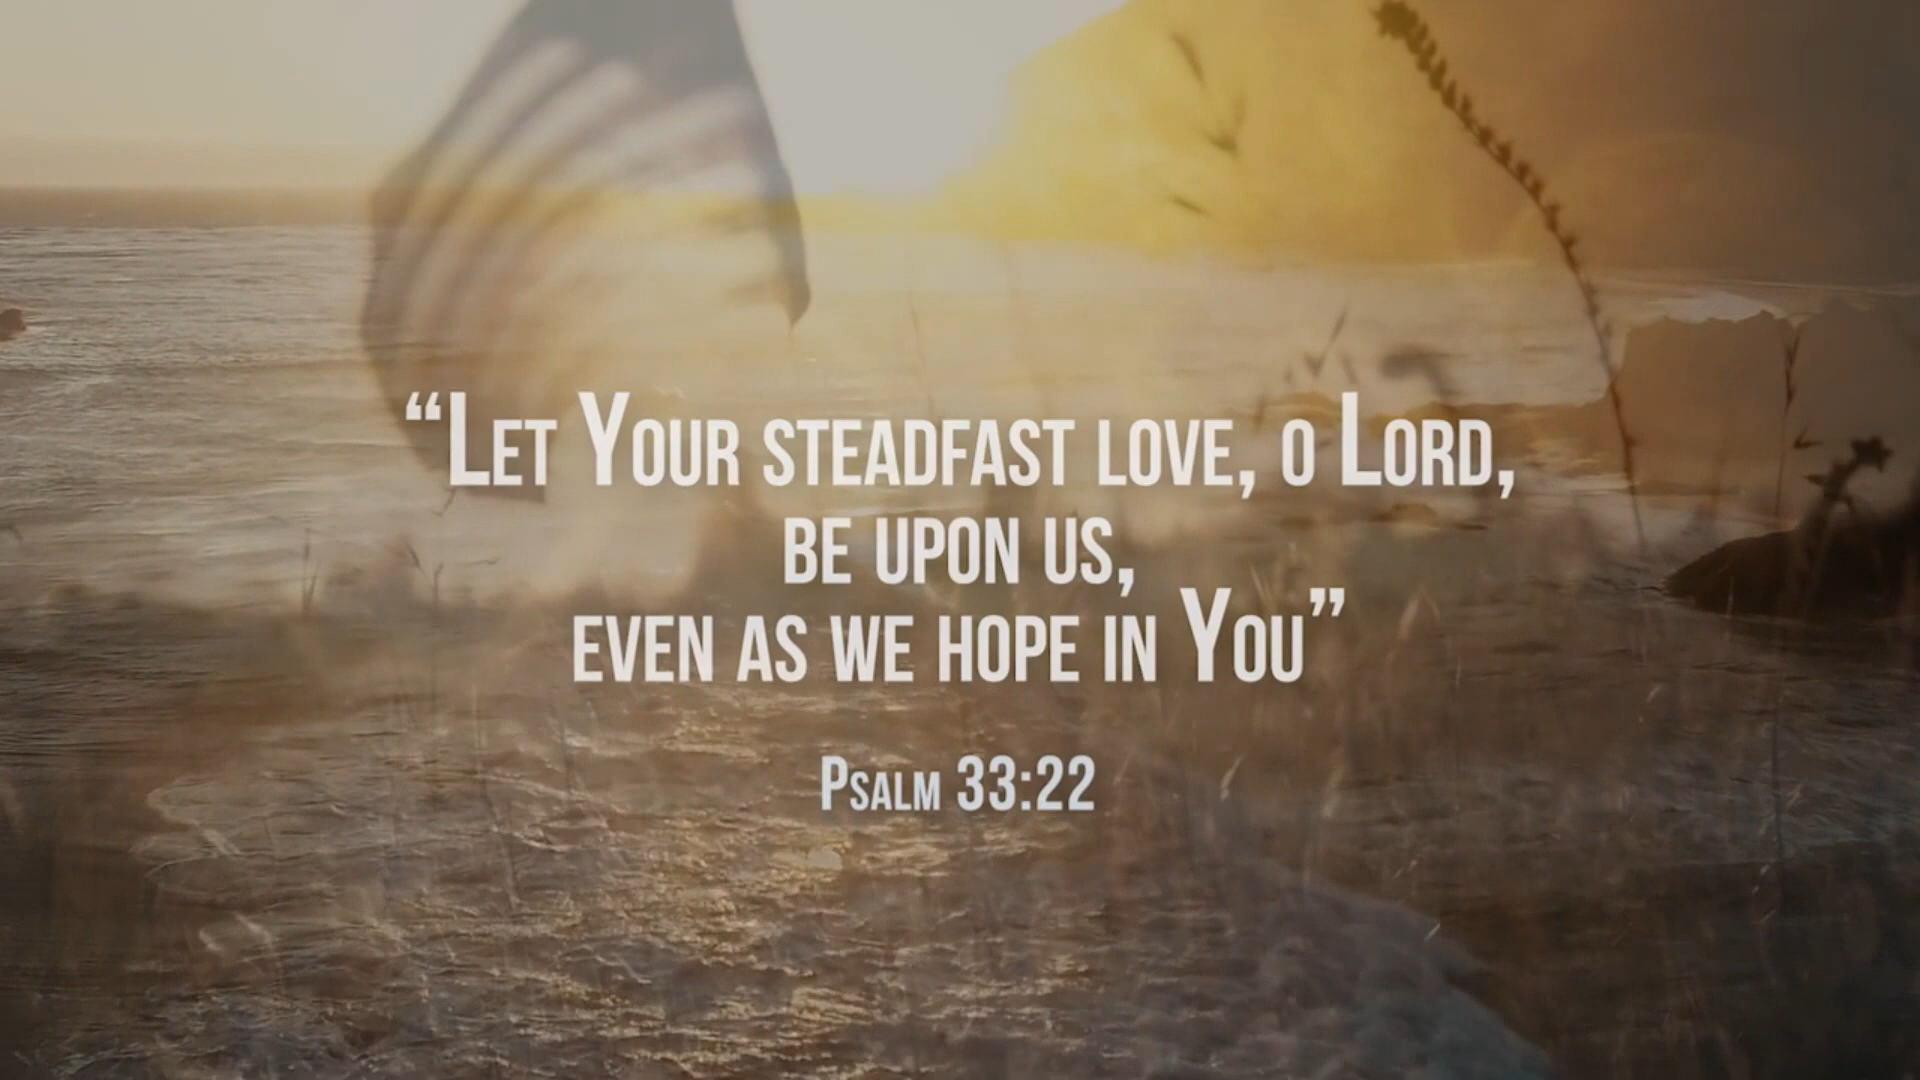 “Let Your steadfast love, o Lord,
be upon us,
even as we hope in You”
Psalm 33:22